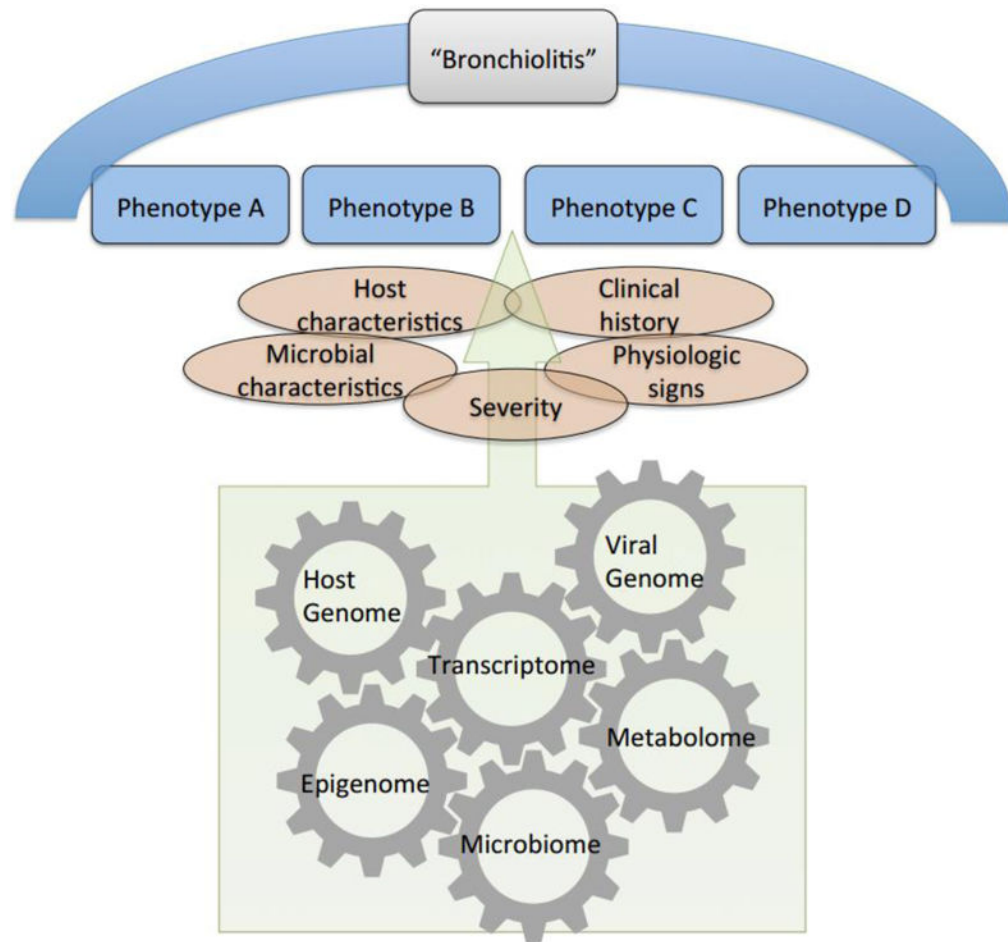 “Bronchiolitis”
Phenotype A
Phenotype B
Phenotype C
Phenotype D
Host
characteristics
Clinical
history
Microbial
characteristics
Physiologic
signs
Severity
Host
Genome
Viral
Genome
Transcriptome
Metabolome
Epigenome
Microbiome